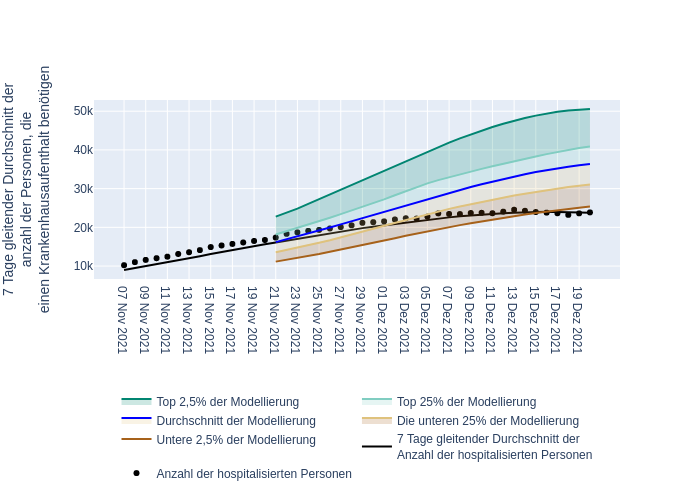 7 Tage gleitender Durchschnitt der
anzahl der Personen, die
einen Krankenhausaufenthalt benötigen
50k
40k
30k
20k
10k
07 Nov 2021
09 Nov 2021
11 Nov 2021
13 Nov 2021
15 Nov 2021
17 Nov 2021
19 Nov 2021
21 Nov 2021
23 Nov 2021
25 Nov 2021
27 Nov 2021
29 Nov 2021
01 Dez 2021
03 Dez 2021
05 Dez 2021
07 Dez 2021
09 Dez 2021
11 Dez 2021
13 Dez 2021
15 Dez 2021
17 Dez 2021
19 Dez 2021
Top 2,5% der Modellierung
Top 25% der Modellierung
Durchschnitt der Modellierung
Die unteren 25% der Modellierung
Untere 2,5% der Modellierung
7 Tage gleitender Durchschnitt der
Anzahl der hospitalisierten Personen
Anzahl der hospitalisierten Personen